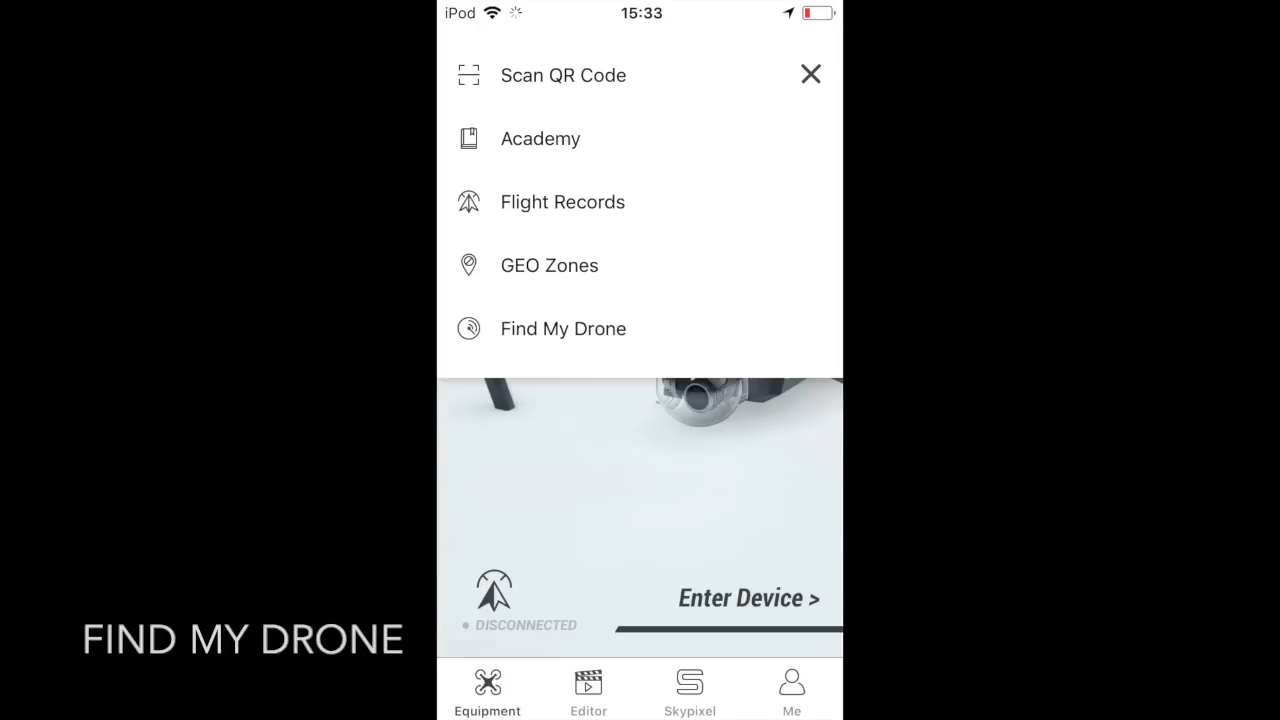 iPod 15:33
Scan QR Code
Academy
Flight Records
GEO Zones
Find My Drone
Enter Device >
DISCONNECTED
FIND MY DRONE
Equipment Editor Skypixel Me